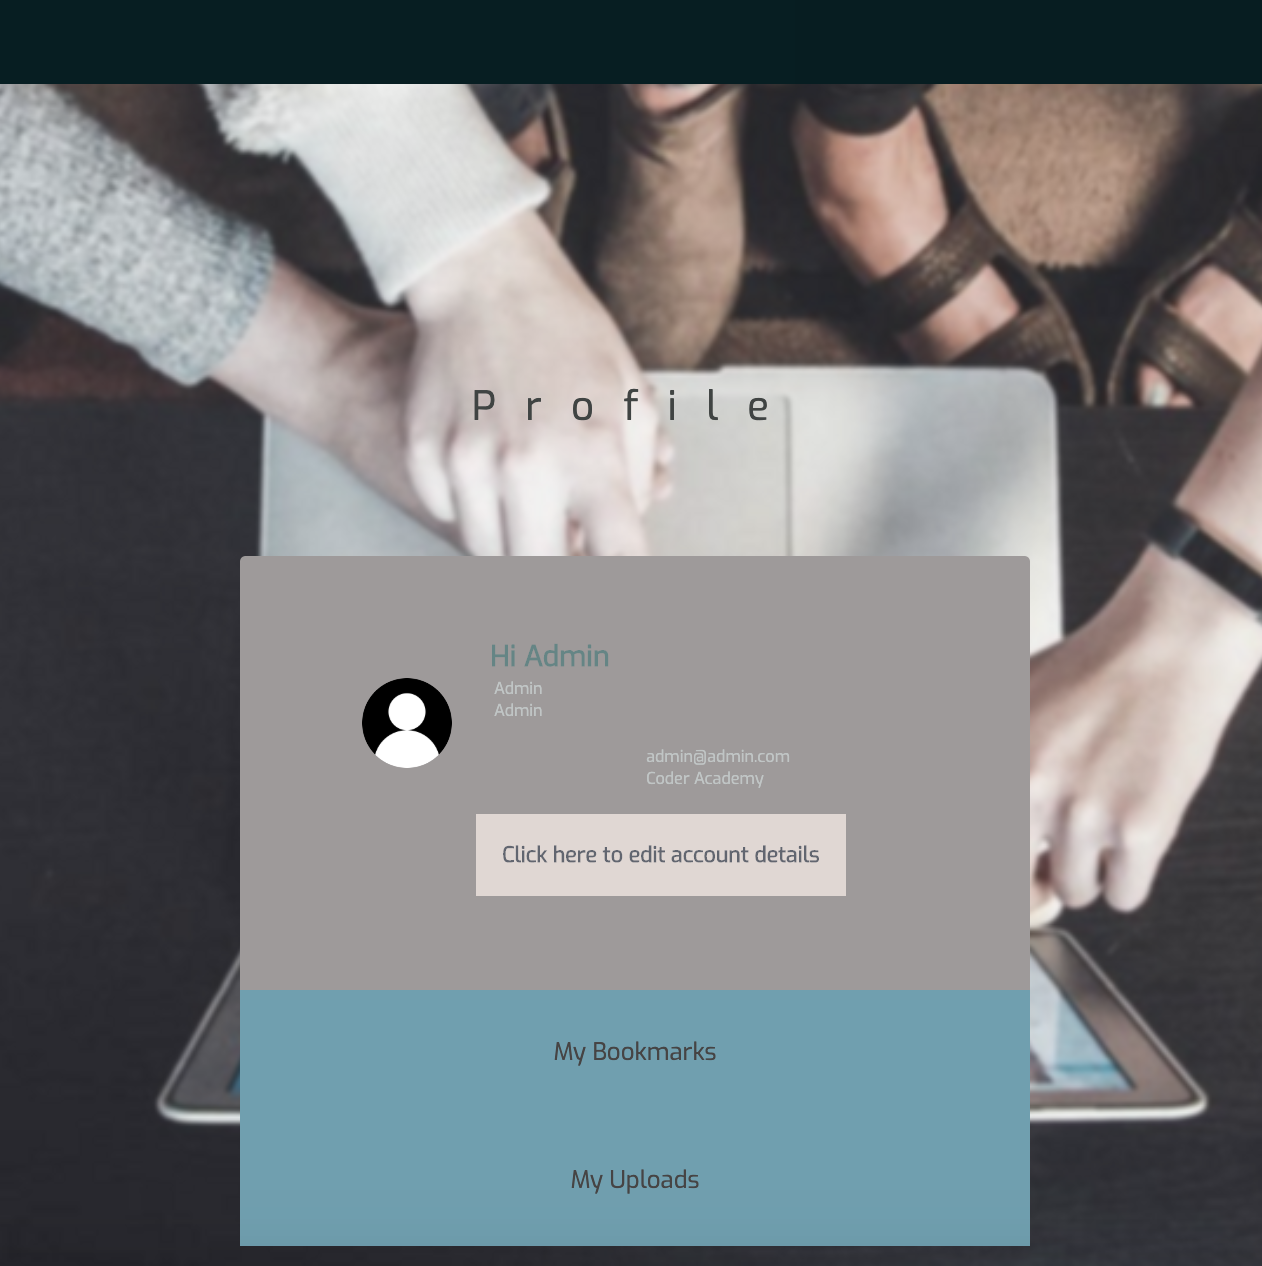 Profile
Hi Admin
Admin
Admin
admin@admin.com
Coder Academy
Click here to edit account details
My Bookmarks
My Uploads